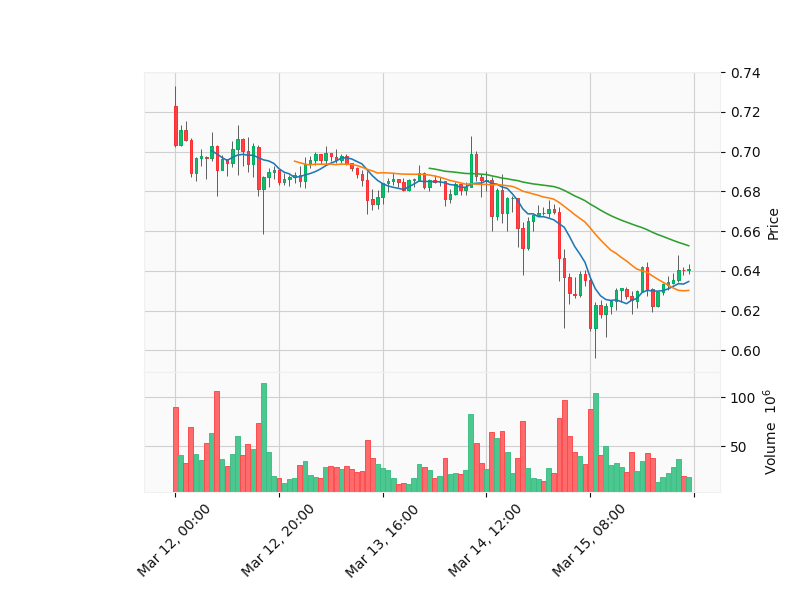 0.74
0.72
0.70
0.68
0.66
0.64
0.62
0.60
Price
100
50
Volume 10^6
Mar 12, 00:00
Mar 12, 20:00
Mar 13, 16:00
Mar 14, 12:00
Mar 15, 08:00